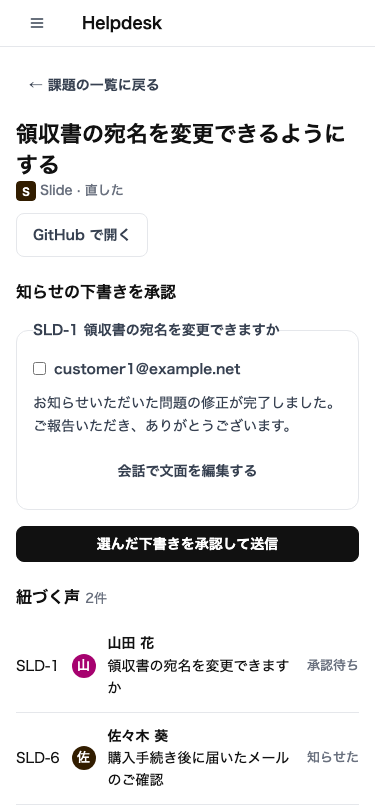 Helpdesk
← 課題の一覧に戻る
領収書の宛名を変更できるように
する
S Slide · 直した
GitHub で開く
知らせの下書きを承認
SLD-1 領収書の宛名を変更できますか
customer1@example.net
お知らせいただいた問題の修正が完了しました。
ご報告いただき、ありがとうございます。
会話で文面を編集する
選んだ下書きを承認して送信
紐づく声 2件
山田 花
SLD-1 山 領収書の宛名を変更できます 承認待ち
か
佐々木 葵
SLD-6 佐 購入手続き後に届いたメール 知らせた
のご確認